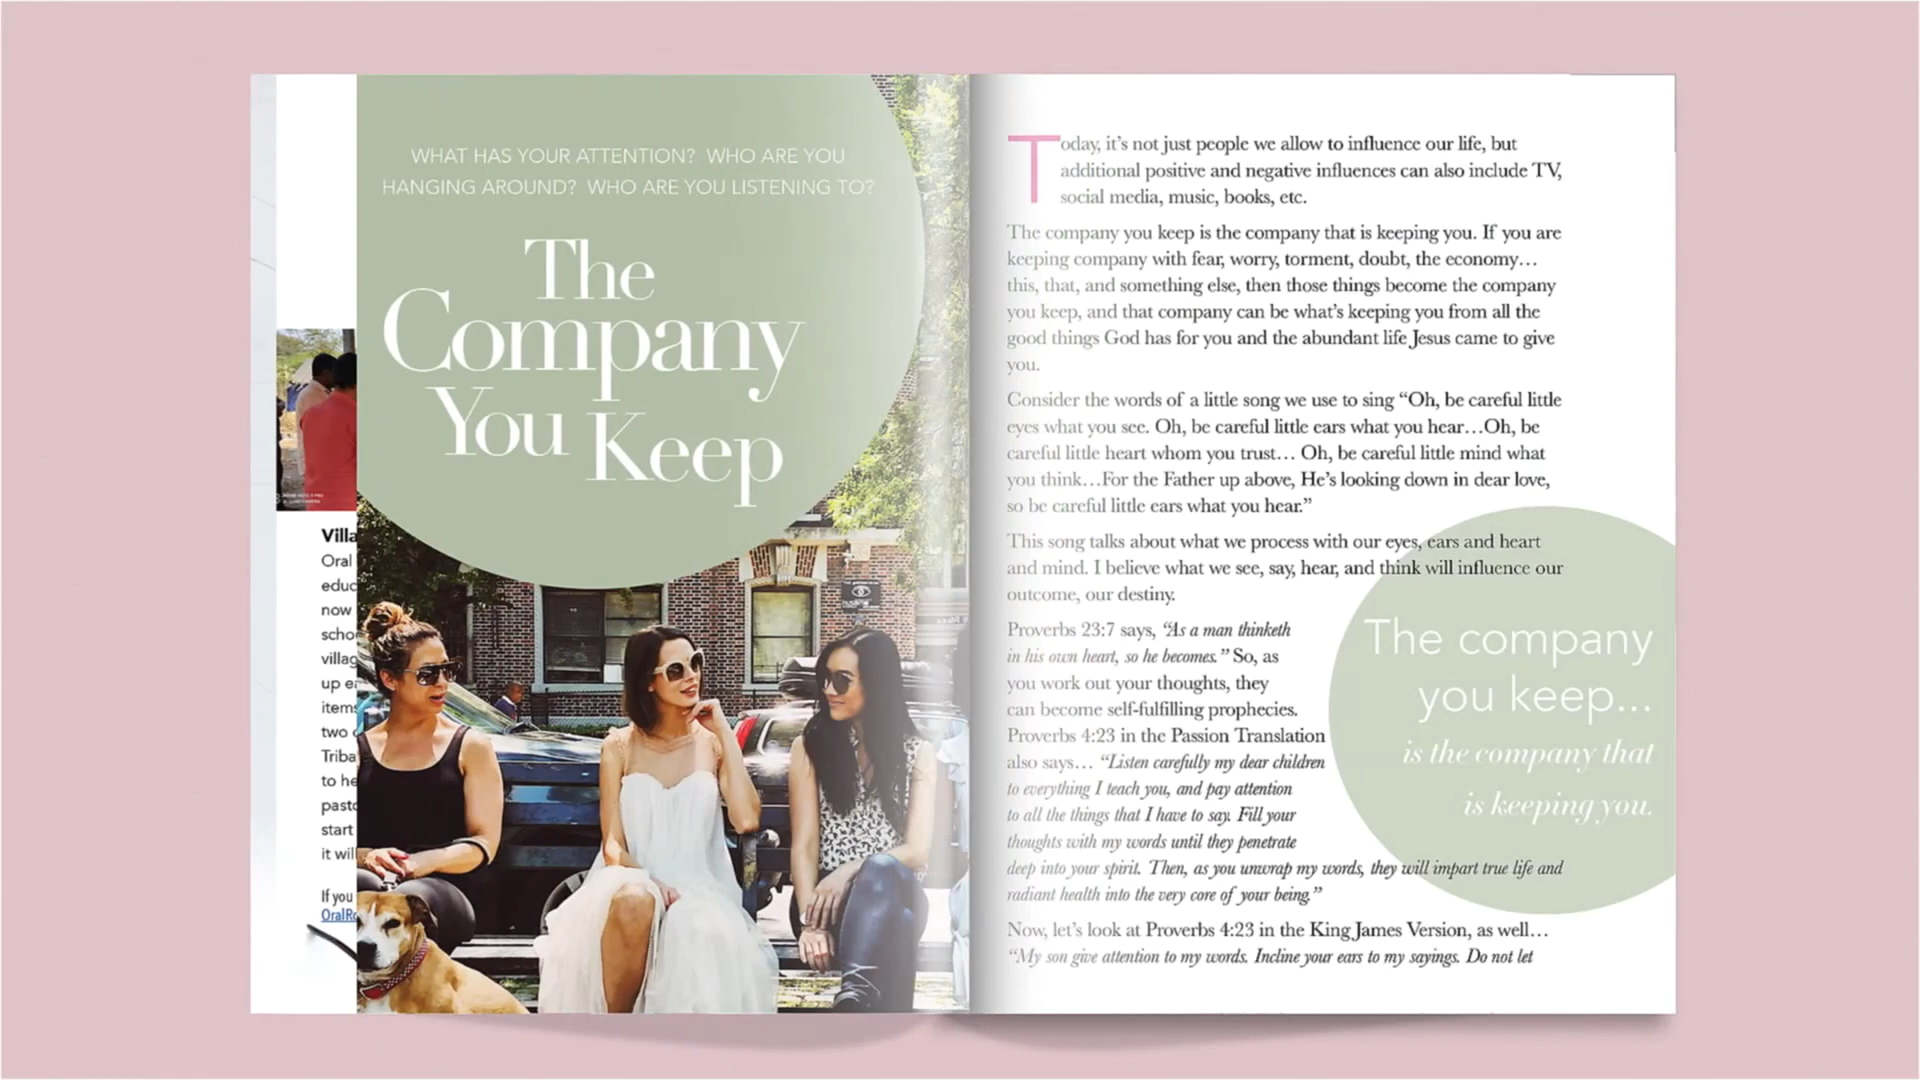 WHAT HAS YOUR ATTENTION? WHO ARE YOU
HANGING AROUND? WHO ARE YOU LISTENING TO?
The
Company
You Keep
Villa
Oral
educ
now
scho
villag
up e
items
two
Triba
to he
pasto
start
it will
If you
OralRo
Today, it's not just people we allow to influence our life, but
additional positive and negative influences can also include TV,
social media, music, books, etc.
The company you keep is the company that is keeping you. If you are
keeping company with fear, worry, torment, doubt, the economy…
this, that, and something else, then those things become the company
you keep, and that company can be what's keeping you from all the
good things God has for you and the abundant life Jesus came to give
you.
Consider the words of a little song we use to sing “Oh, be careful little
eyes what you see. Oh, be careful little ears what you hear…Oh, be
careful little heart whom you trust… Oh, be careful little mind what
you think…For the Father up above, He's looking down in dear love,
so be careful little ears what you hear.”
This song talks about what we process with our eyes, ears and heart
and mind. I believe what we see, say, hear, and think will influence our
outcome, our destiny.
Proverbs 23:7 says, “As a man thinketh
in his own heart, so he becomes.” So, as
you work out your thoughts, they
can become self-fulfilling prophecies.
Proverbs 4:23 in the Passion Translation
also says… “Listen carefully my dear children
to everything I teach you, and pay attention
to all the things that I have to say. Fill your
thoughts with my words until they penetrate
deep into your spirit. Then, as you unwrap my words, they will impart true life and
radiant health into the very core of your being.”
Now, let's look at Proverbs 4:23 in the King James Version, as well…
“My son give attention to my words. Incline your ears to my sayings. Do not let
The company
you keep...
is the company that
is keeping you.